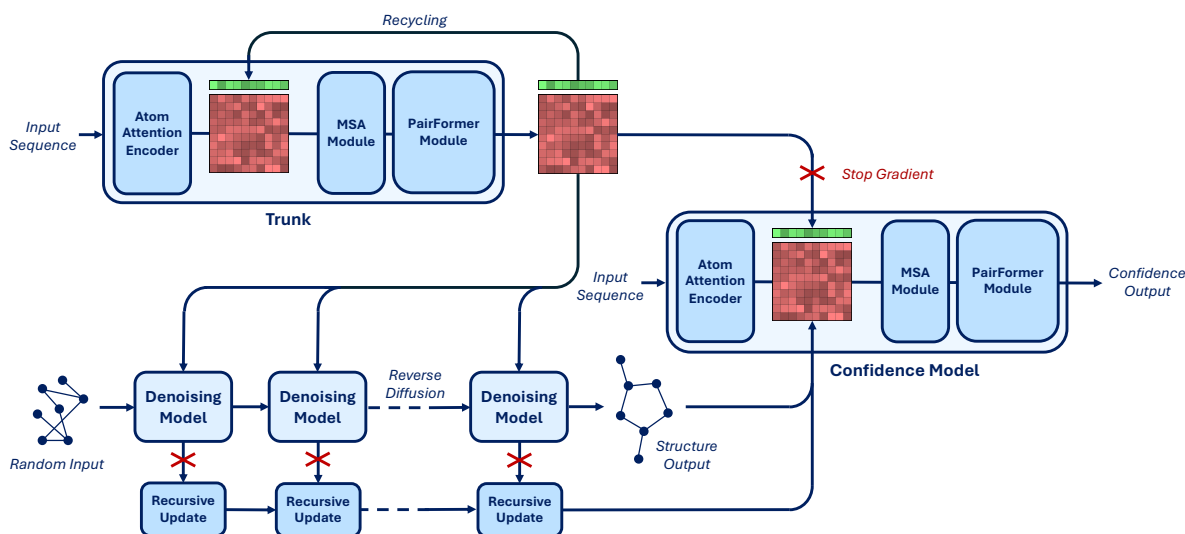 Recycling
Input
Sequence
Atom
Attention
Encoder
MSA
Module
PairFormer
Module
Trunk
Stop Gradient
Input
Sequence
Atom
Attention
Encoder
MSA
Module
PairFormer
Module
Confidence
Output
Confidence Model
Random Input
Denoising
Model
Denoising
Model
Reverse
Diffusion
Denoising
Model
Structure
Output
Recursive
Update
Recursive
Update
Recursive
Update